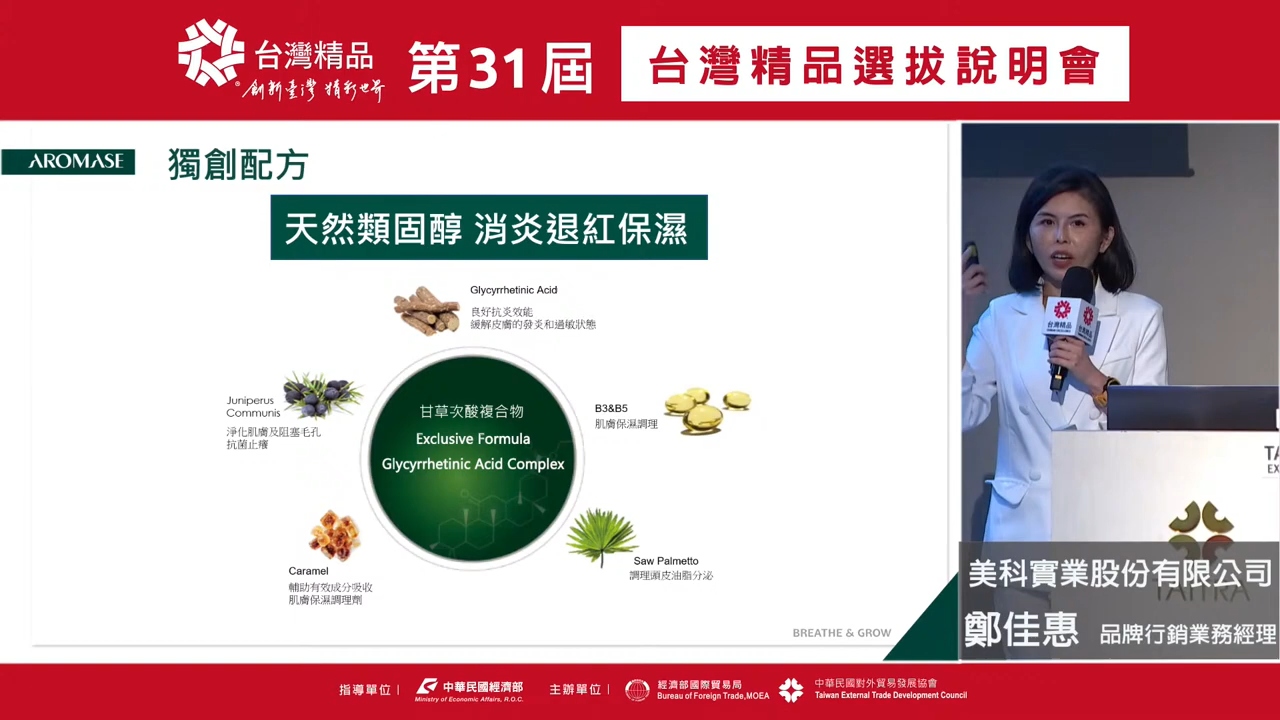 台灣精品
創新臺灣 精彩世界
第31屆
台灣精品選拔說明會
AROMASE
獨創配方
天然類固醇 消炎退紅保濕
Glycyrrhetinic Acid
良好抗炎效能
緩解皮膚的發炎和過敏狀態
Juniperus
Communis
淨化肌膚及阻塞毛孔
抗菌止癢
甘草次酸複合物
Exclusive Formula
Glycyrrhetinic Acid Complex
B3&B5
肌膚保濕調理
Caramel
輔助有效成分吸收
肌膚保濕調理劑
Saw Palmetto
調理頭皮油脂分泌
BREATHE & GROW
台灣精品
TA
EX
TAITRA
美科實業股份有限公司
鄭佳惠 品牌行銷業務經理
指導單位
中華民國經濟部
Ministry of Economic Affairs, R.O.C.
主辦單位
經濟部國際貿易局
Bureau of Foreign Trade,MOEA
中華民國對外貿易發展協會
Taiwan External Trade Development Council